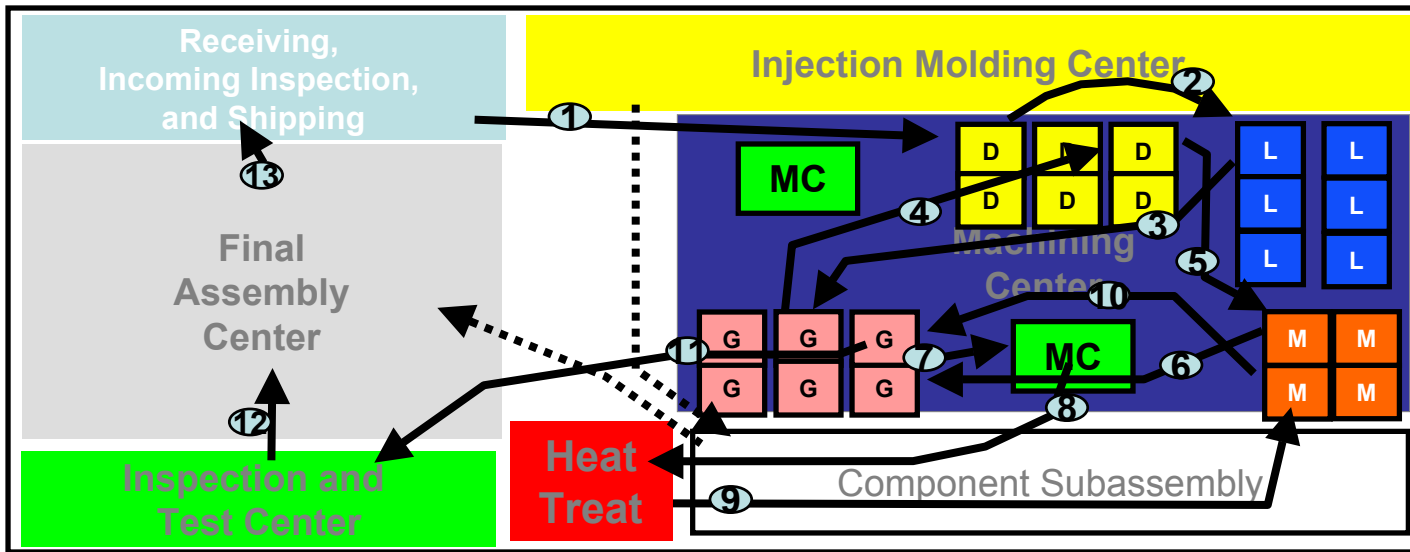 Receiving,
Incoming Inspection,
and Shipping
Injection Molding Center
1
2
D D D L L
MC
13
D D D L L
4
3
Final
Assembly
Center
Machining
Center
5
L L
10
G G G
11
7
MC
6
M M
G G G
M M
8
12
Heat
Treat
Inspection and
Test Center
9
Component Subassembly